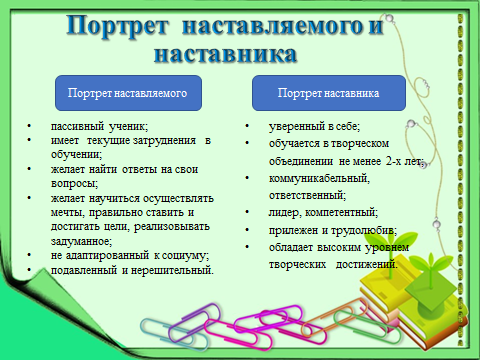 Портрет наставляемого и
наставника
Портрет наставляемого
• пассивный ученик;
• имеет текущие затруднения в
обучении;
• желает найти ответы на свои
вопросы;
• желает научиться осуществлять
мечты, правильно ставить и
достигать цели, реализовывать
задуманное;
• не адаптированный к социуму;
• подавленный и нерешительный.
Портрет наставника
• уверенный в себе;
• обучается в творческом
объединении не менее 2-х лет;
• коммуникабельный,
ответственный;
• лидер, компетентный;
• прилежен и трудолюбив;
• обладает высоким уровнем
творческих достижений.